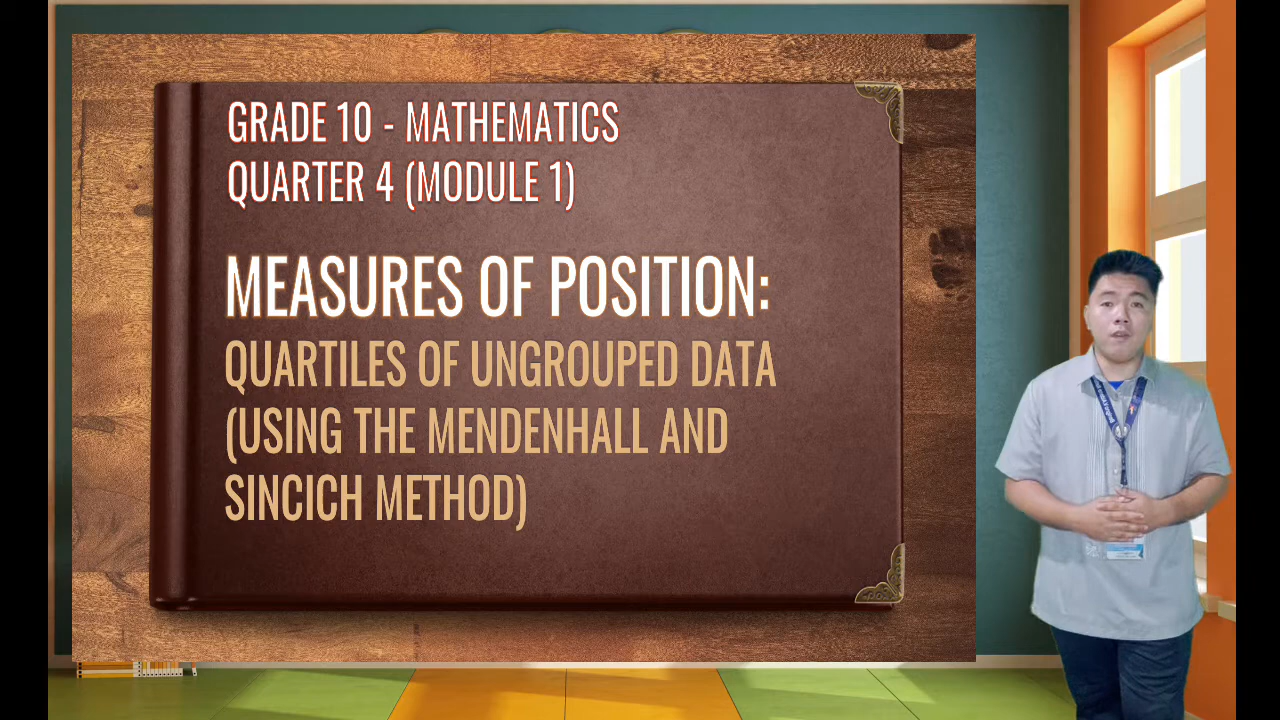 GRADE 10 - MATHEMATICS
QUARTER 4 (MODULE 1)
MEASURES OF POSITION:
QUARTILES OF UNGROUPED DATA
(USING THE MENDENHALL AND
SINCICH METHOD)